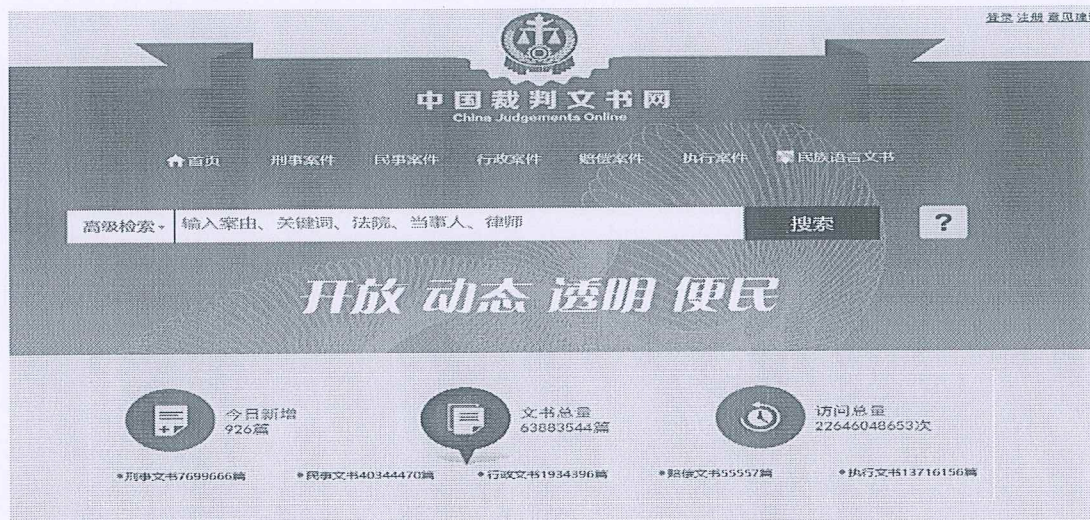 登录 注册 意见建
中国裁判文书网
China Judgements Online
首页 刑事案件 民事案件 行政案件 赔偿案件 执行案件 民族语言文书
高级检索 输入案由、关键词、法院、当事人、律师 搜索 ?
开放 动态 透明 便民
今日新增
926篇
文书总量
63883544篇
访问总量
22646048653次
•刑事文书7699666篇 •民事文书40344470篇 •行政文书1934396篇 •赔偿文书55557篇 •执行文书13716156篇